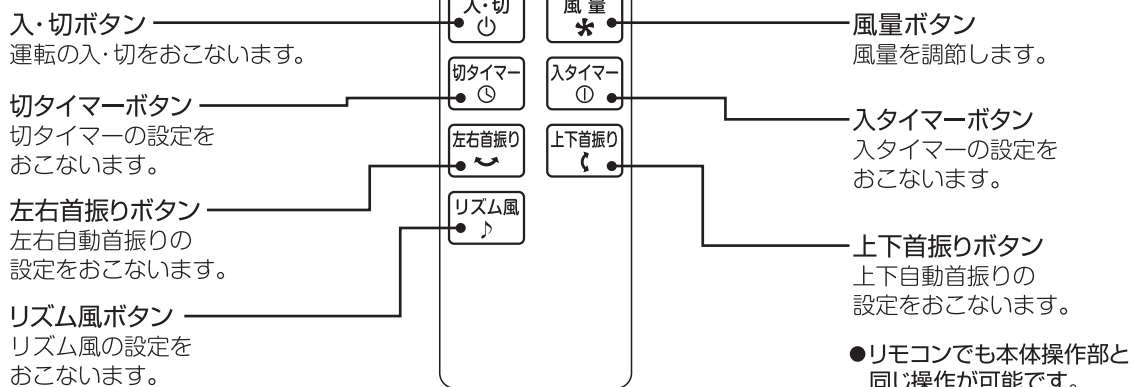 入・切ボタン
運転の入・切をおこないます。
切タイマーボタン
切タイマーの設定を
おこないます。
左右首振りボタン
左右自動首振りの
設定をおこないます。
リズム風ボタン
リズム風の設定を
おこないます。
入・切
風量
切タイマー
入タイマー
左右首振り
上下首振り
リズム風
風量ボタン
風量を調節します。
入タイマーボタン
入タイマーの設定を
おこないます。
上下首振りボタン
上下自動首振りの
設定をおこないます。
●リモコンでも本体操作部と
同じ操作が可能です。